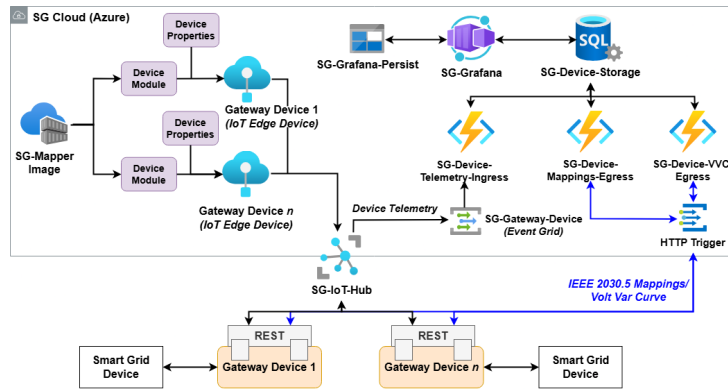 SG Cloud (Azure)
Device
Properties
Device
Module
Gateway Device 1
(IoT Edge Device)
Device
Properties
SG-Mapper
Image
Device
Module
Gateway Device n
(IoT Edge Device)
SG-Grafana-Persist
SG-Grafana
SQL
SG-Device-Storage
SG-Device-
Telemetry-Ingress
SG-Device-
Mappings-Egress
SG-Device-VVC
Egress
Device Telemetry
SG-Gateway-Device
(Event Grid)
HTTP Trigger
SG-IoT-Hub
IEEE 2030.5 Mappings/
Volt Var Curve
REST
REST
Smart Grid
Device
Gateway Device 1
Gateway Device n
Smart Grid
Device